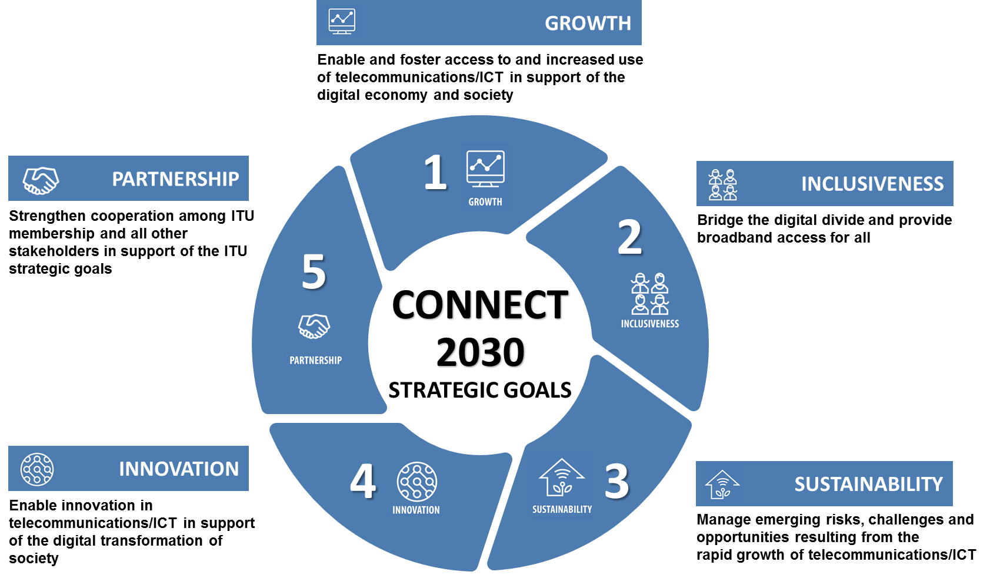 GROWTH
Enable and foster access to and increased use
of telecommunications/ICT in support of the
digital economy and society
PARTNERSHIP
Strengthen cooperation among ITU
membership and all other
stakeholders in support of the ITU
strategic goals
INCLUSIVENESS
Bridge the digital divide and provide
broadband access for all
1
GROWTH
2
INCLUSIVENESS
5
PARTNERSHIP
CONNECT
2030
STRATEGIC GOALS
4
INNOVATION
3
SUSTAINABILITY
INNOVATION
Enable innovation in
telecommunications/ICT in support
of the digital transformation of
society
SUSTAINABILITY
Manage emerging risks, challenges and
opportunities resulting from the
rapid growth of telecommunications/ICT